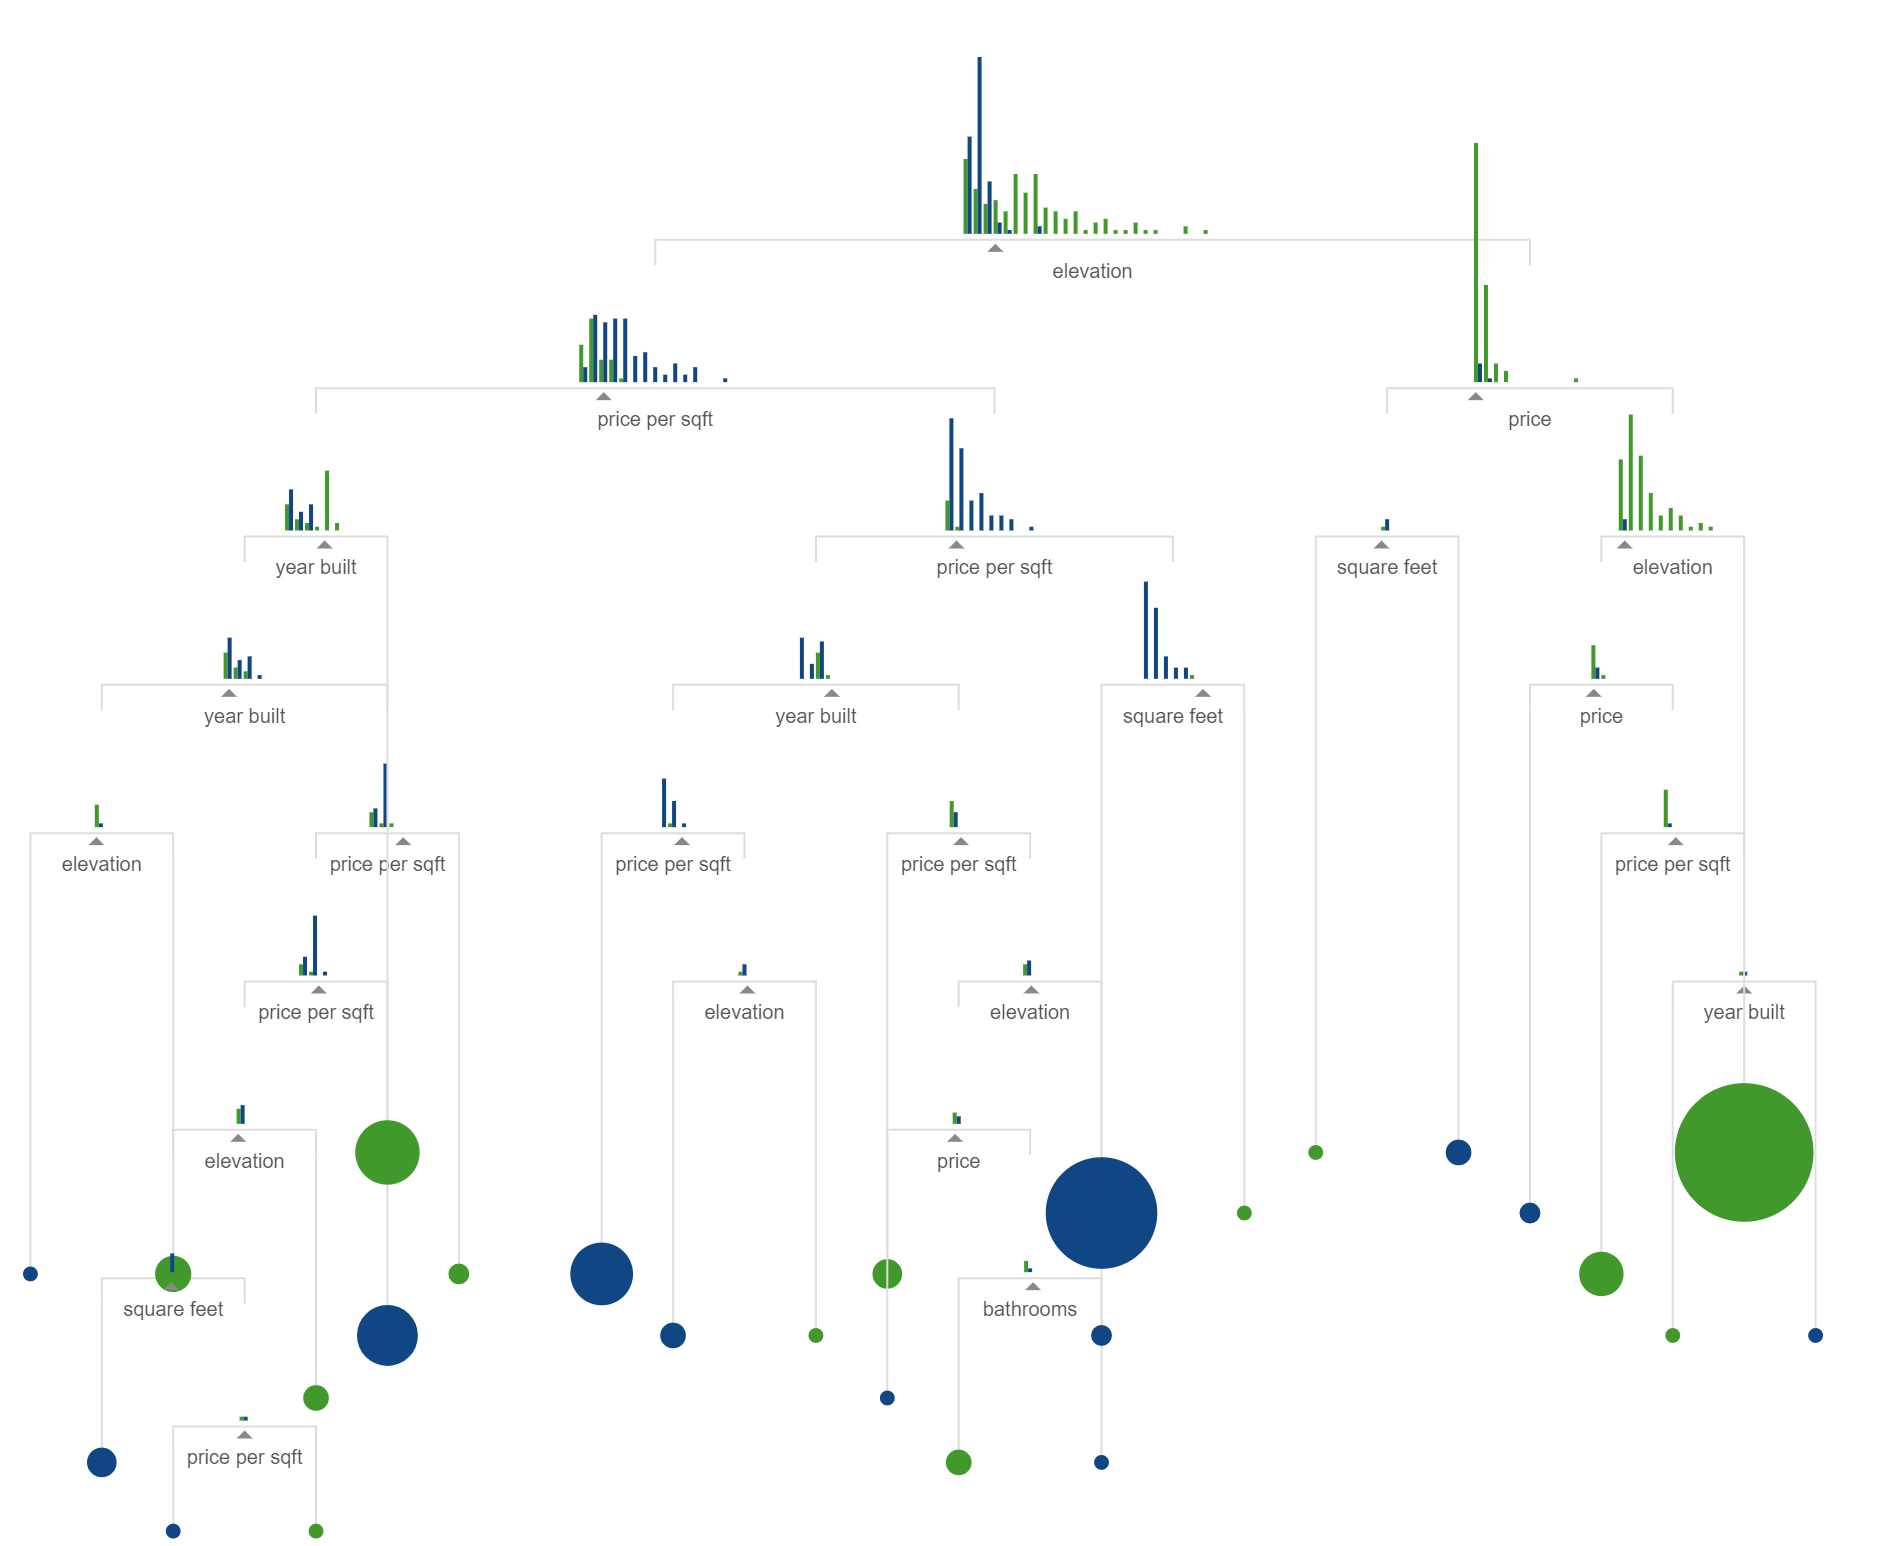 elevation
price per sqft
price
year built
price per sqft
square feet
elevation
year built
year built
square feet
price
elevation
price per sqft
price per sqft
price per sqft
price per sqft
price per sqft
elevation
elevation
year built
elevation
price
square feet
bathrooms
price per sqft